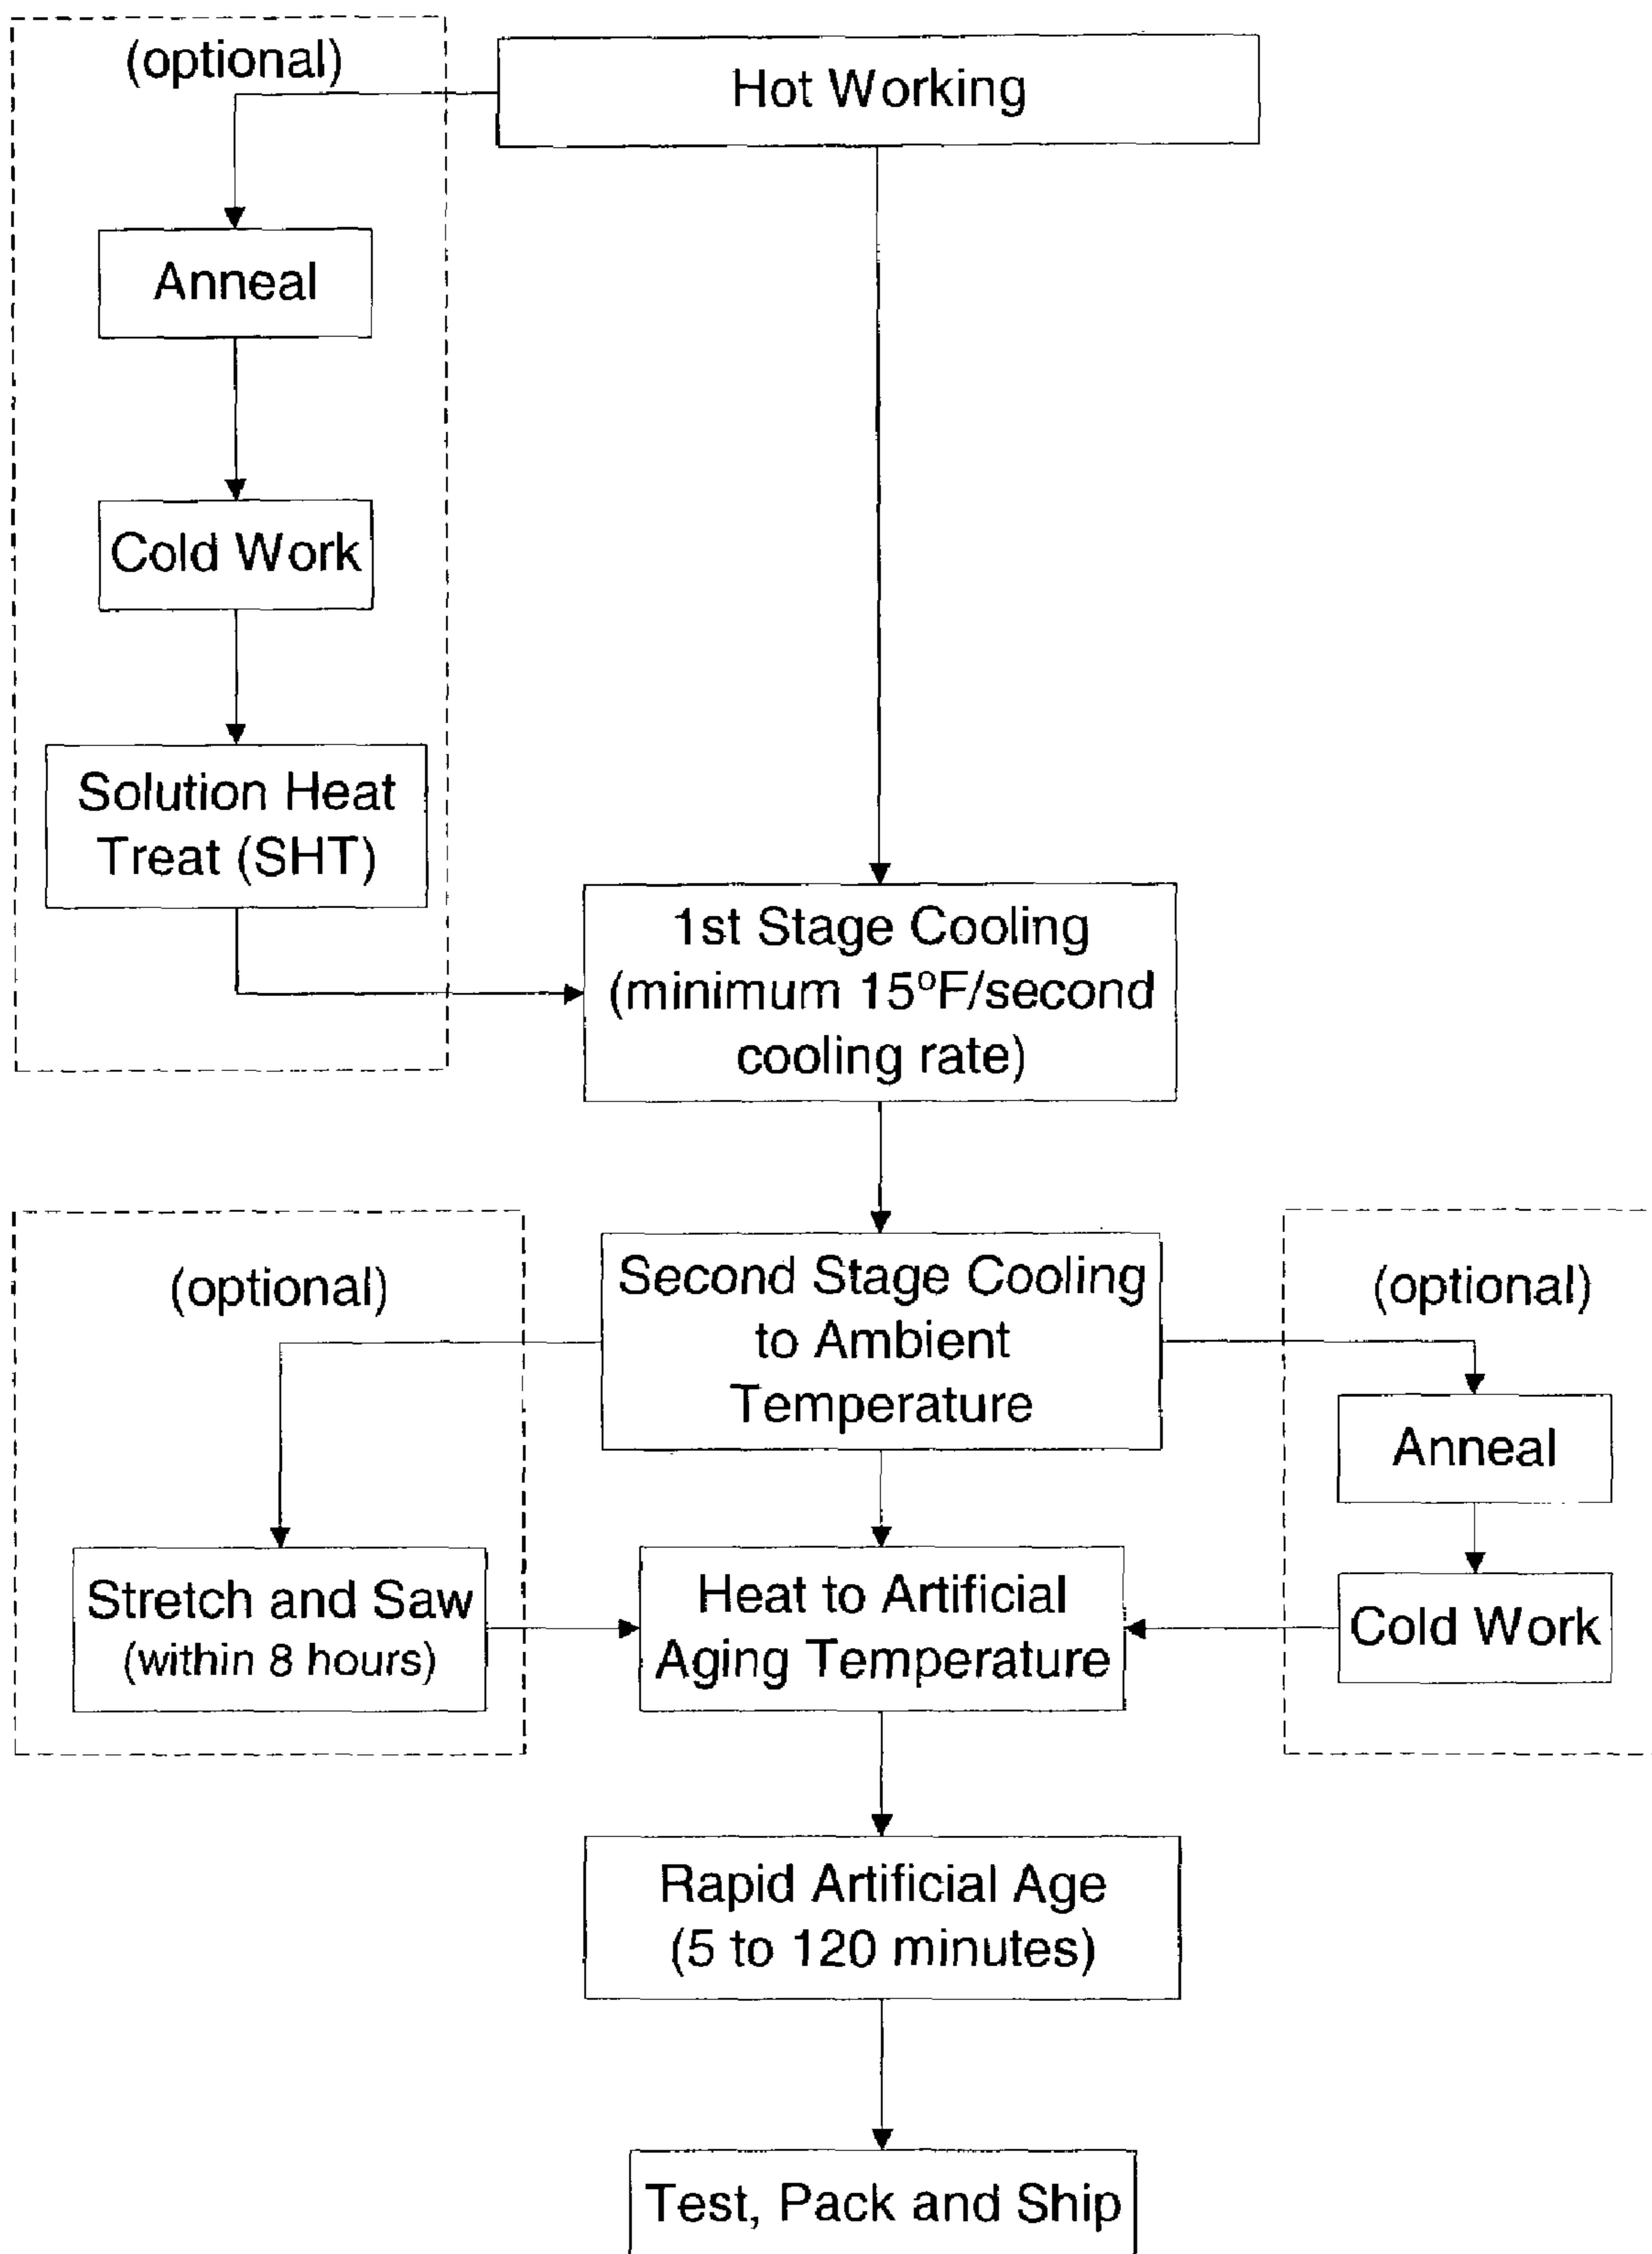 (optional)
Hot Working
Anneal
Cold Work
Solution Heat
Treat (SHT)
1st Stage Cooling
(minimum 15ºF/second
cooling rate)
(optional)
Second Stage Cooling
to Ambient
Temperature
(optional)
Anneal
Stretch and Saw
(within 8 hours)
Heat to Artificial
Aging Temperature
Cold Work
Rapid Artificial Age
(5 to 120 minutes)
Test, Pack and Ship